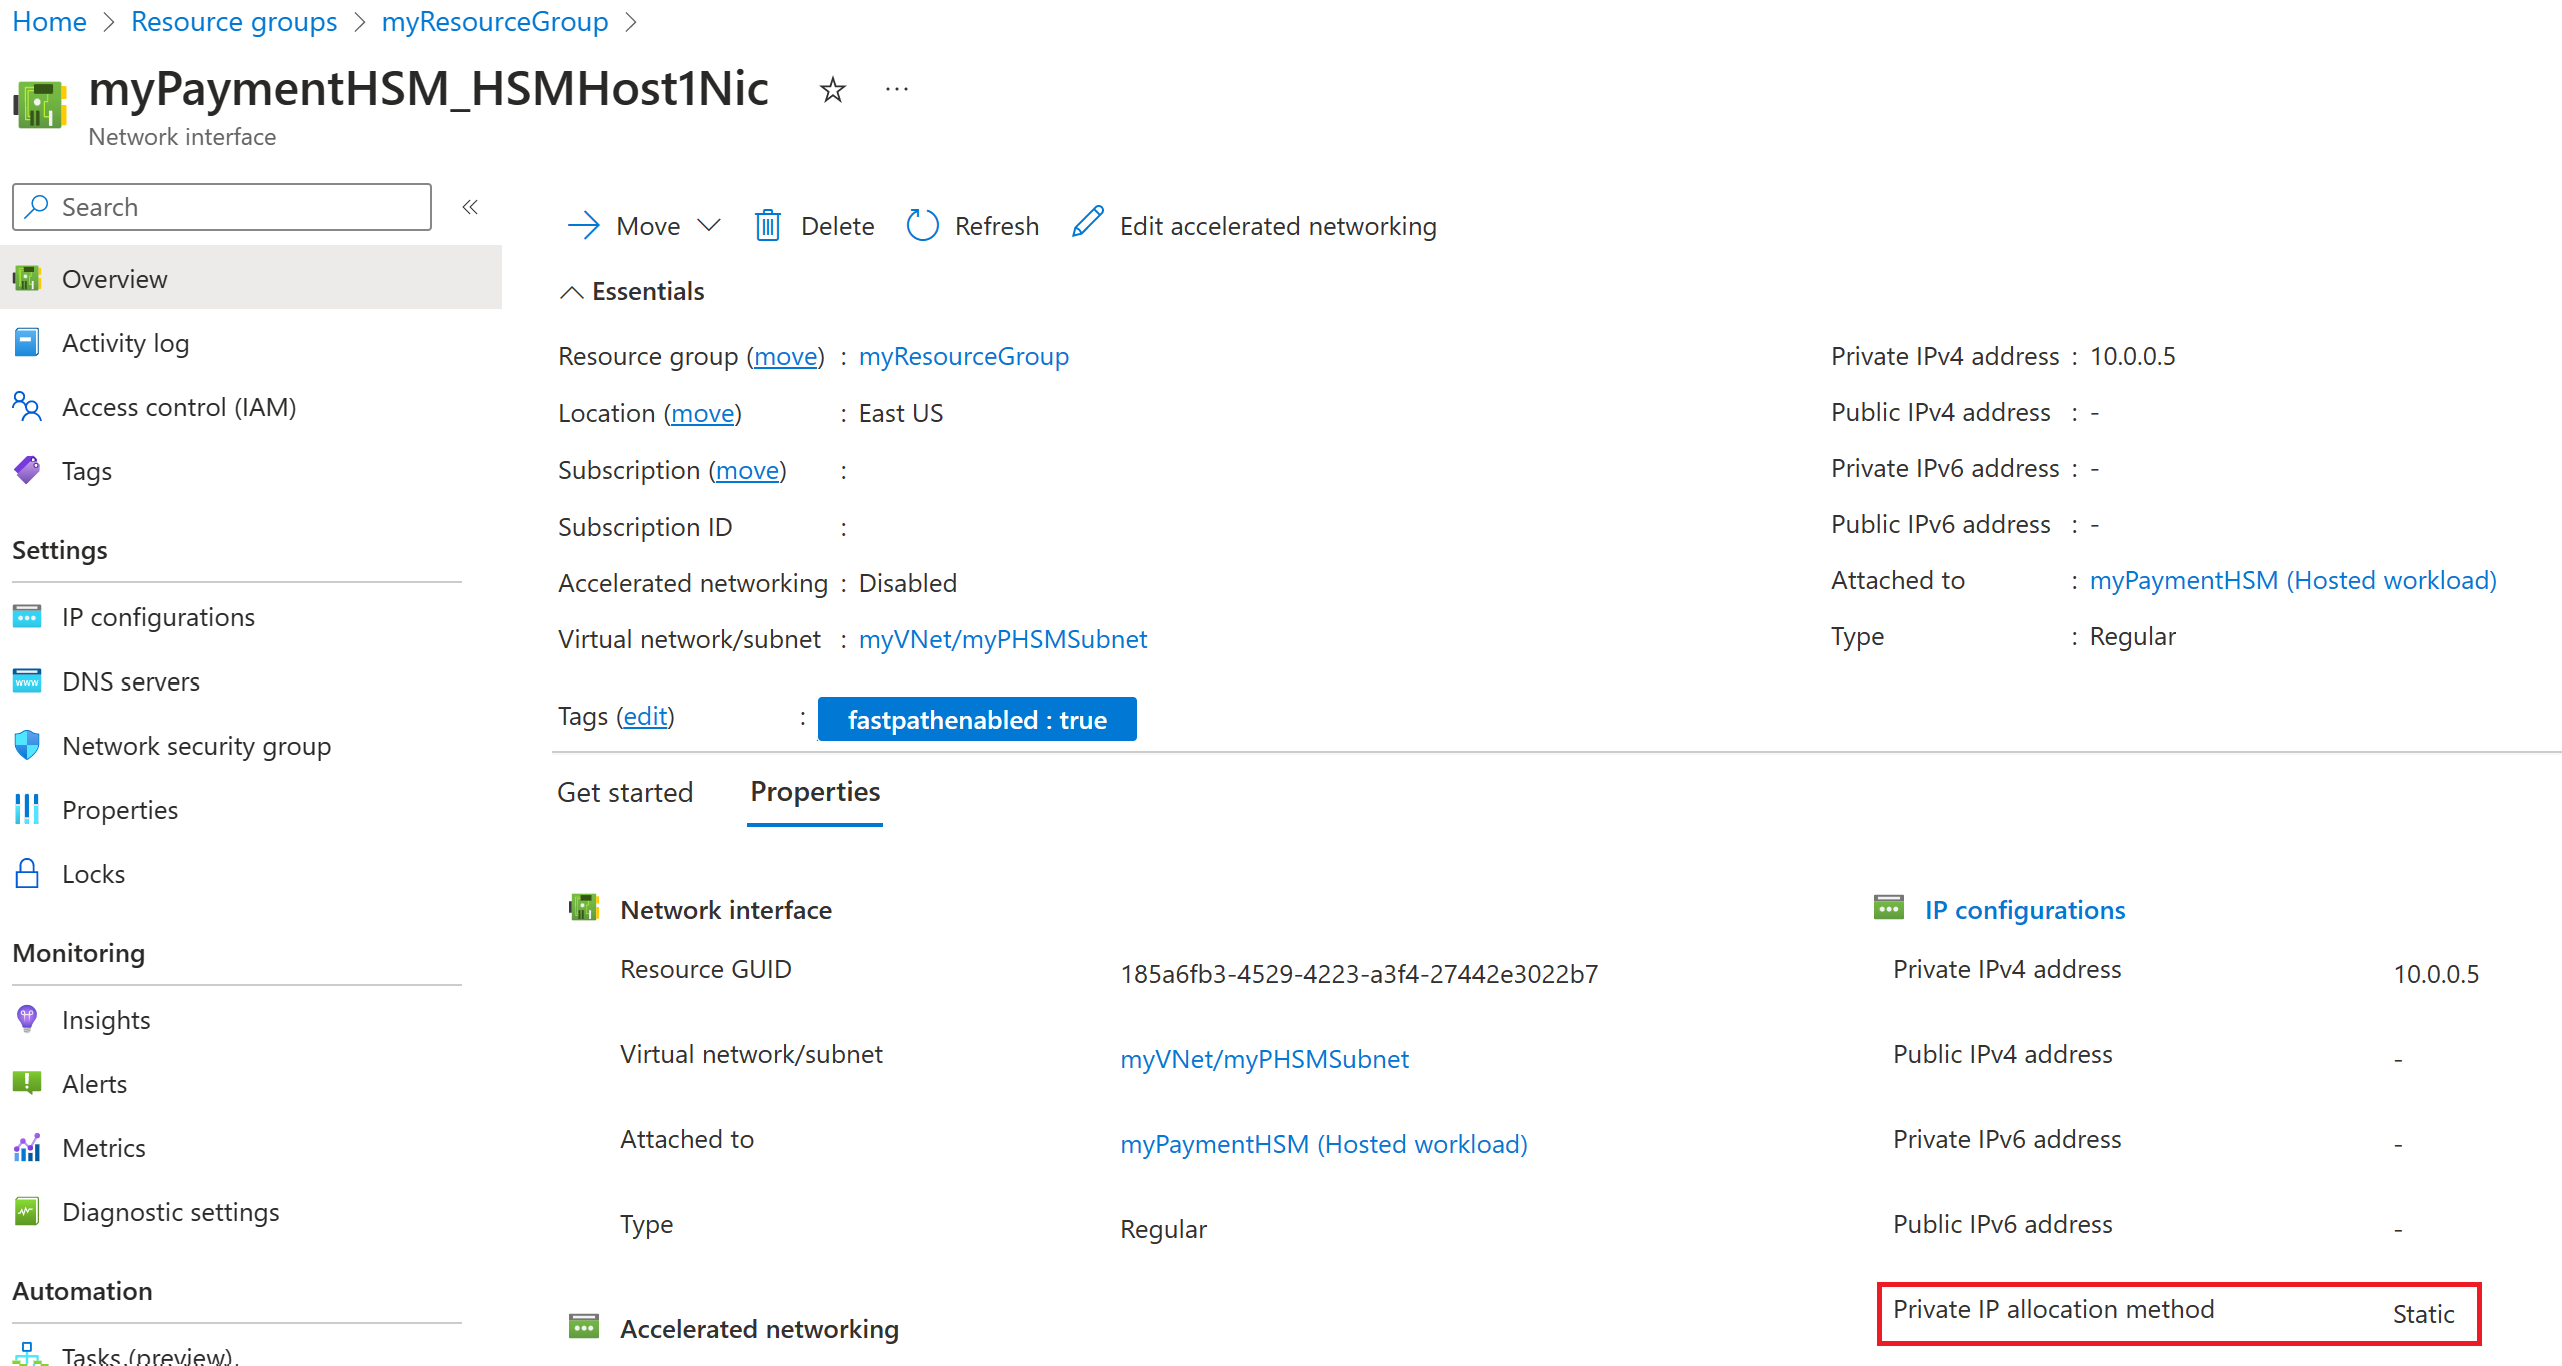 Home > Resource groups > myResourceGroup >
myPaymentHSM_HSMHost1Nic
Network interface
Search
Overview
Activity log
Access control (IAM)
Tags
Settings
IP configurations
DNS servers
Network security group
Properties
Locks
Monitoring
Insights
Alerts
Metrics
Diagnostic settings
Automation
Tasks (preview)
Move
Delete
Refresh
Edit accelerated networking
Essentials
Resource group (move) : myResourceGroup
Location (move) : East US
Subscription (move) :
Subscription ID :
Accelerated networking : Disabled
Virtual network/subnet : myVNet/myPHSMSubnet
Private IPv4 address : 10.0.0.5
Public IPv4 address : -
Private IPv6 address : -
Public IPv6 address : -
Attached to : myPaymentHSM (Hosted workload)
Type : Regular
Tags (edit) : fastpathenabled : true
Get started
Properties
Network interface
Resource GUID 185a6fb3-4529-4223-a3f4-27442e3022b7
Virtual network/subnet myVNet/myPHSMSubnet
Attached to myPaymentHSM (Hosted workload)
Type Regular
Accelerated networking
IP configurations
Private IPv4 address 10.0.0.5
Public IPv4 address -
Private IPv6 address -
Public IPv6 address -
Private IP allocation method Static